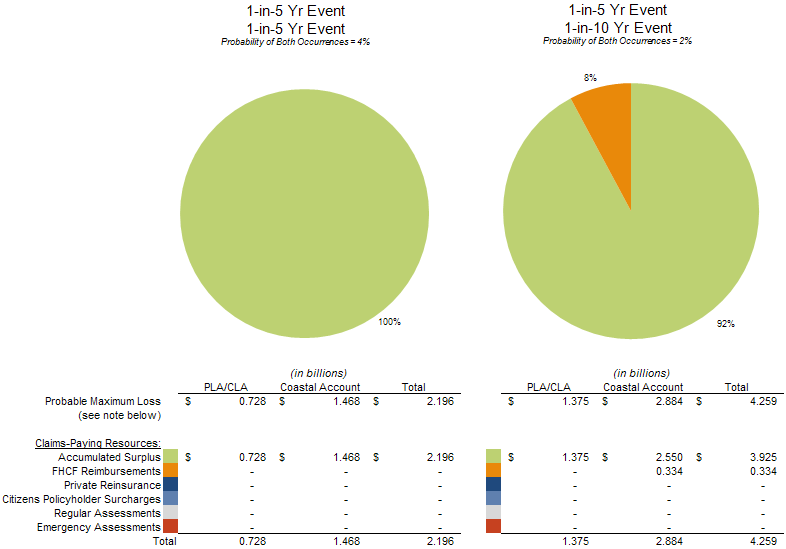 1-in-5 Yr Event 1-in-5 Yr Event
1-in-5 Yr Event 1-in-10 Yr Event
Probability of Both Occurrences = 4% Probability of Both Occurrences = 2%
8%
100%
92%
(in billions) (in billions)
PLA/CLA Coastal Account Total PLA/CLA Coastal Account Total
Probable Maximum Loss $ 0.728 $ 1.468 $ 2.196 $ 1.375 $ 2.884 $ 4.259
(see note below)
Claims-Paying Resources:
Accumulated Surplus $ 0.728 $ 1.468 $ 2.196 $ 1.375 $ 2.550 $ 3.925
FHCF Reimbursements - - - - 0.334 0.334
Private Reinsurance - - - - - -
Citizens Policyholder Surcharges - - - - - -
Regular Assessments - - - - - -
Emergency Assessments - - - - - -
Total 0.728 1.468 2.196 1.375 2.884 4.259